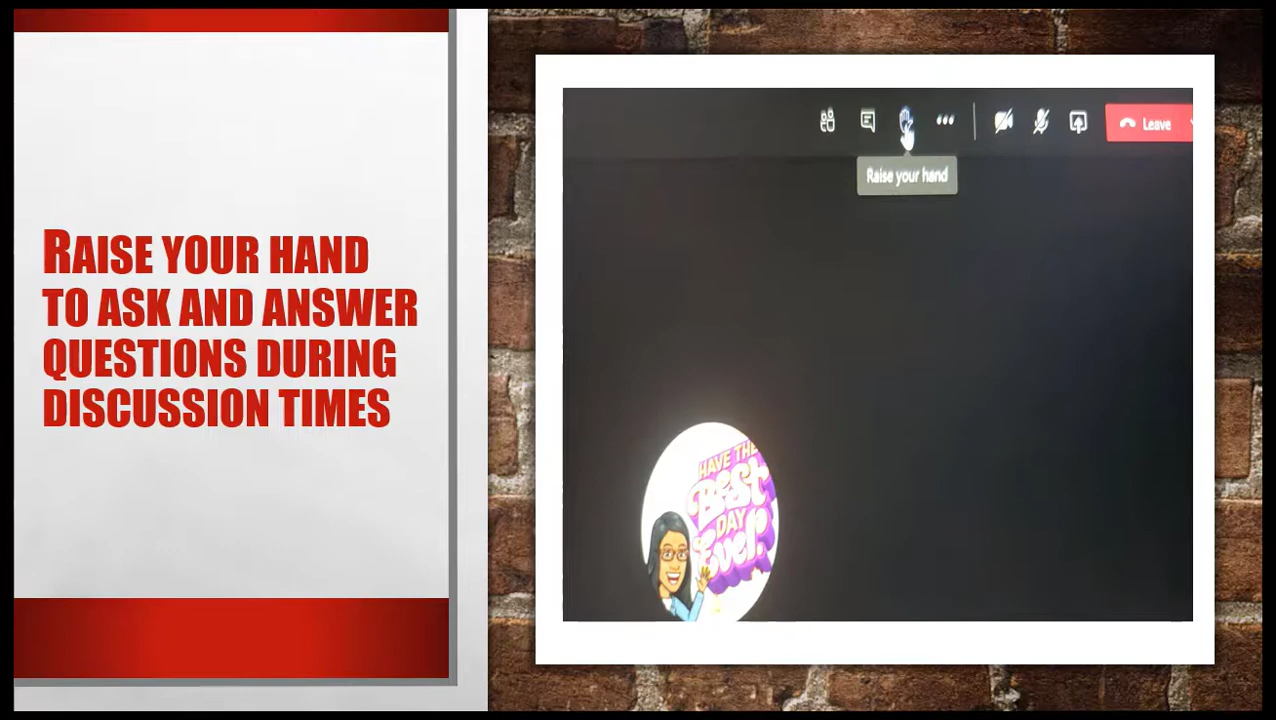 RAISE YOUR HAND
TO ASK AND ANSWER
QUESTIONS DURING
DISCUSSION TIMES
Leave
Raise your hand
HAVE THE
BEST
DAY
Ever!